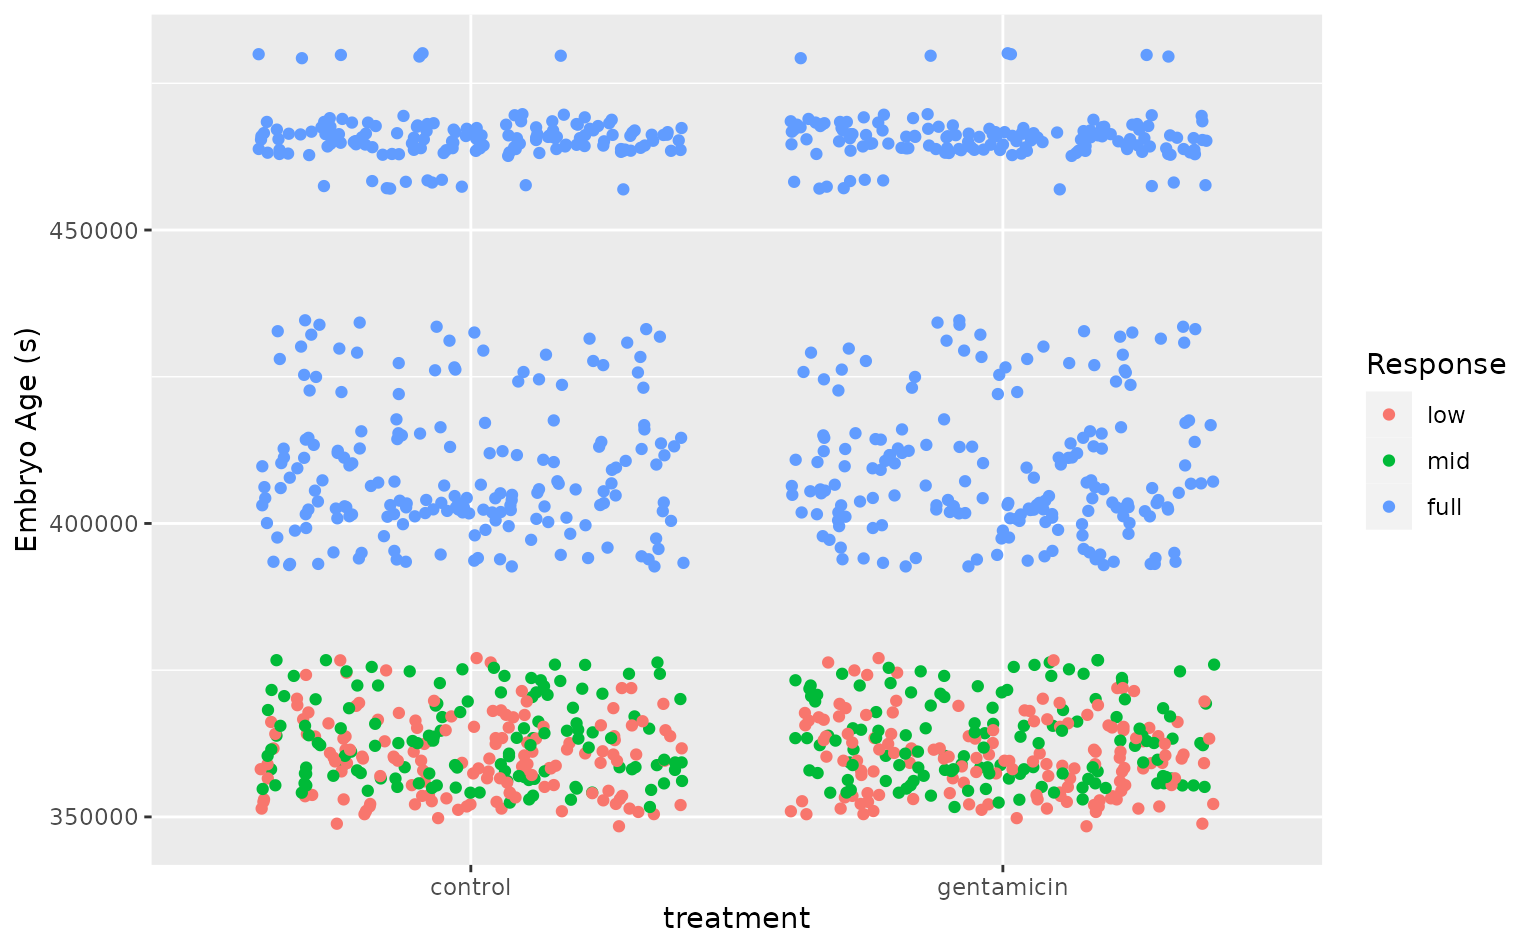 Embryo Age (s)
450000
400000
350000
control
gentamicin
treatment
Response
low
mid
full